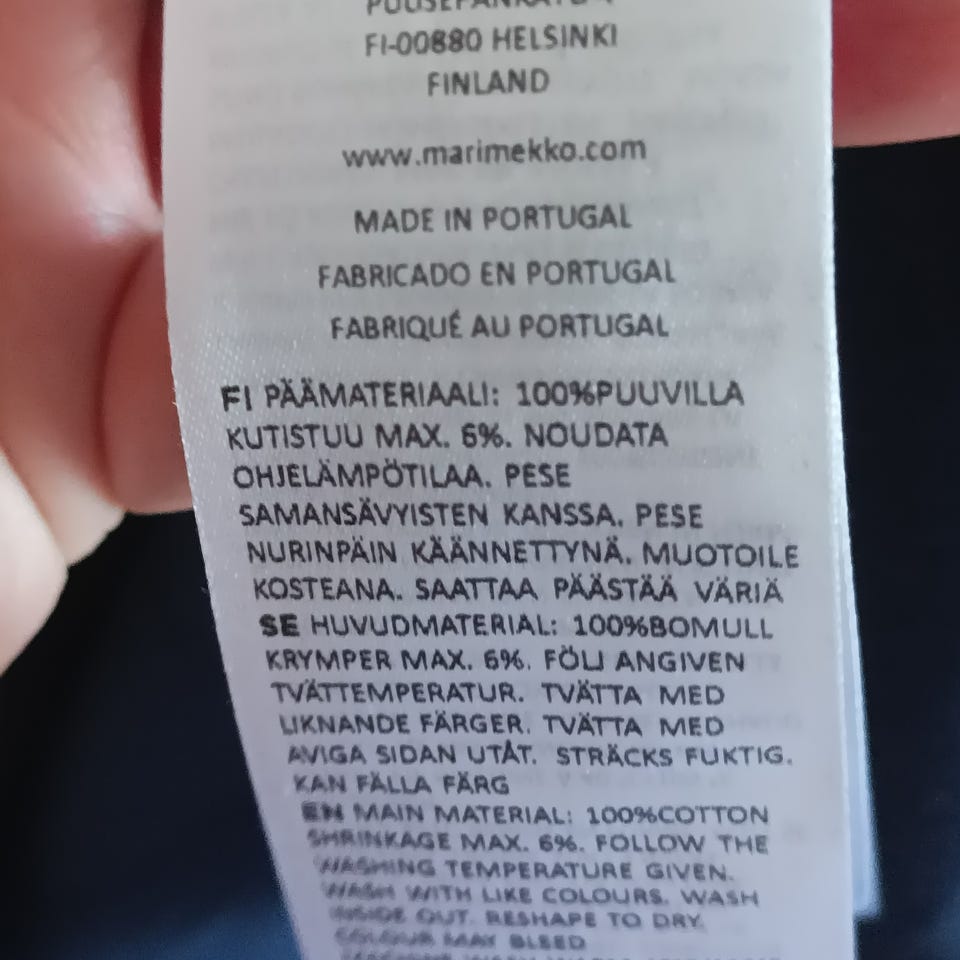 FI-00880 HELSINKI
FINLAND
www.marimekko.com
MADE IN PORTUGAL
FABRICADO EN PORTUGAL
FABRIQUÉ AU PORTUGAL
FI PÄÄMATERIAALI: 100%PUUVILLA
KUTISTUU MAX. 6%. NOUDATA
OHJELÄMPÖTILAA. PESE
SAMANSÄVYISTEN KANSSA. PESE
NURINPÄIN KÄÄNNETTYNÄ. MUOTOILE
KOSTEANA. SAATTAA PÄÄSTÄÄ VÄRIÄ
SE HUVUDMATERIAL: 100%BOMULL
KRYMPER MAX. 6%. FÖLJ ANGIVEN
TVÄTTEMPERATUR. TVÄTTA MED
LIKNANDE FÄRGER. TVÄTTA MED
AVIGA SIDAN UTÅT. STRÄCKS FUKTIG.
KAN FÄLLA FÄRG
EN MAIN MATERIAL: 100%COTTON
SHRINKAGE MAX. 6%. FOLLOW THE
WASHING TEMPERATURE GIVEN.
WASH WITH LIKE COLOURS. WASH
INSIDE OUT. RESHAPE TO DRY.
COLOUR MAY BLEED